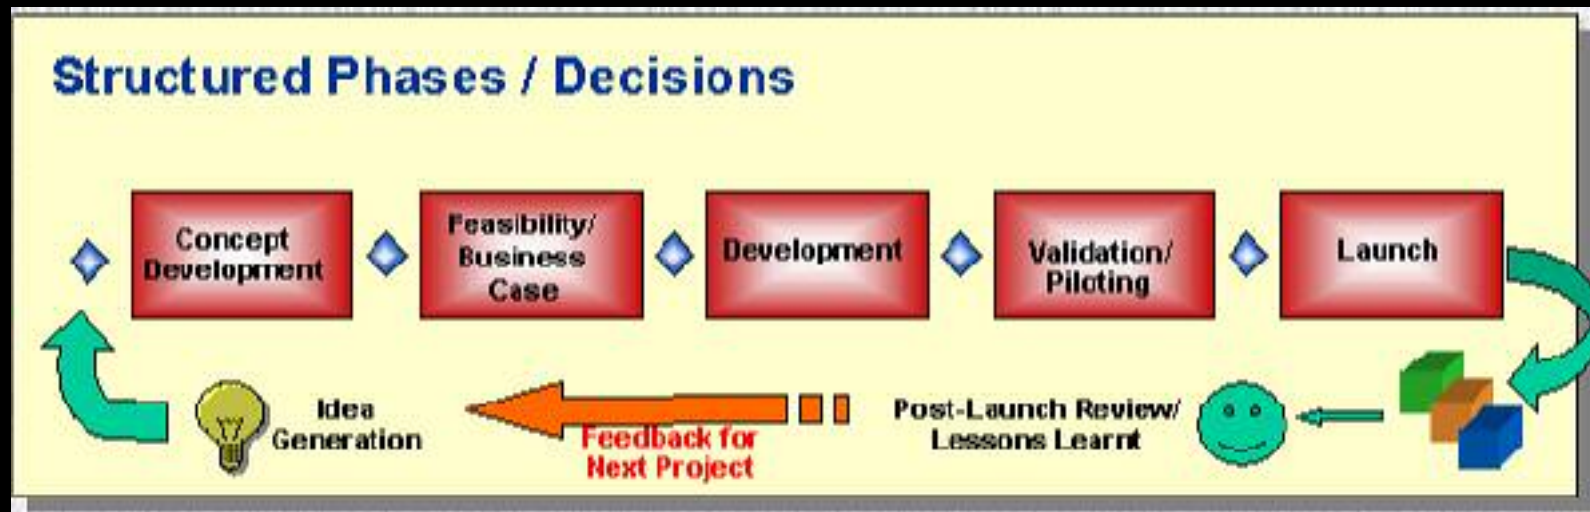 Structured Phases / Decisions
Concept
Development
Feasibility/
Business
Case
Development
Validation/
Piloting
Launch
Idea
Generation
Feedback for
Next Project
Post-Launch Review/
Lessons Learnt